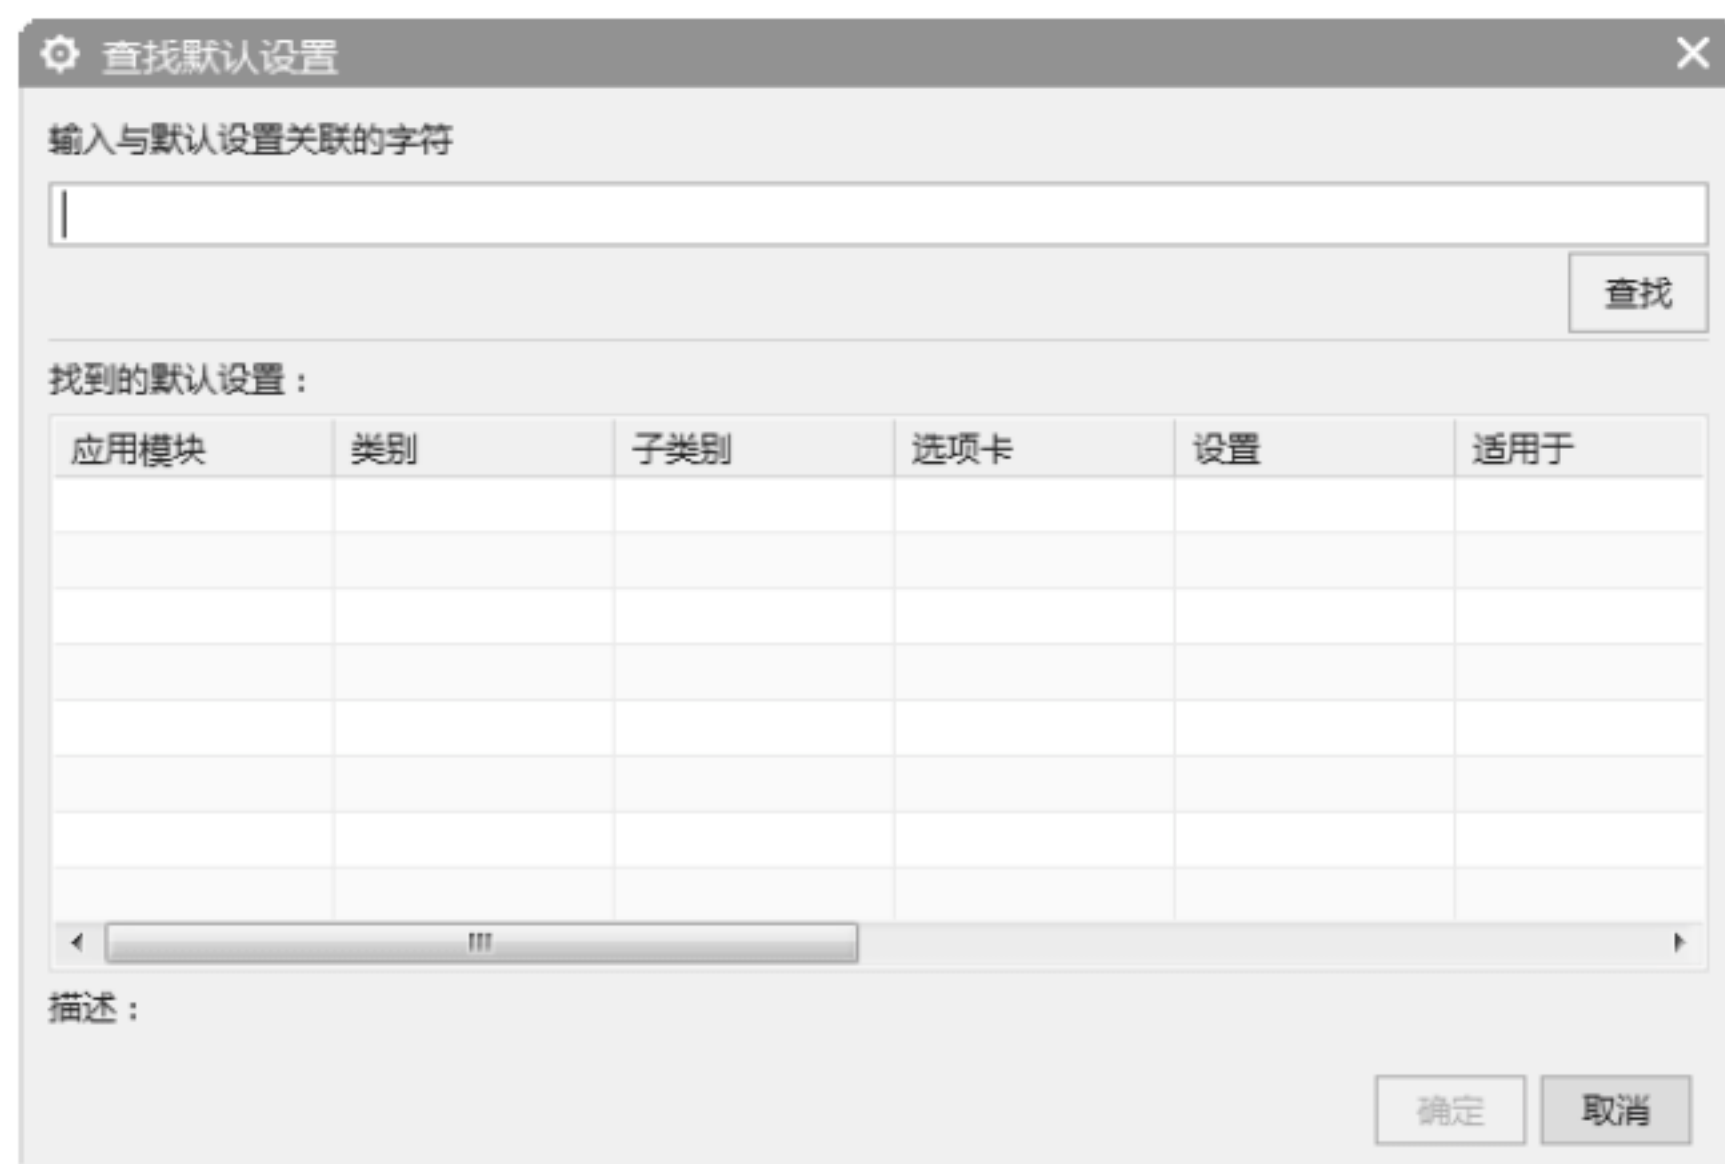 查找默认设置
输入与默认设置关联的字符
查找
找到的默认设置：
应用模块 类别 子类别 选项卡 设置 适用于
描述：
确定 取消